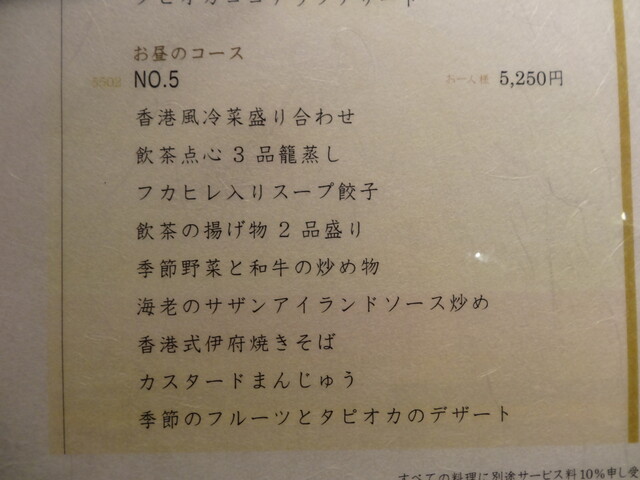 お昼のコース
NO.5 お一人様 5,250円
香港風冷菜盛り合わせ
飲茶点心3品籠蒸し
フカヒレ入りスープ餃子
飲茶の揚げ物2品盛り
季節野菜と和牛の炒め物
海老のサザンアイランドソース炒め
香港式伊府焼きそば
カスタードまんじゅう
季節のフルーツとタピオカのデザート
すべての料理に別途サービス料10%申し受